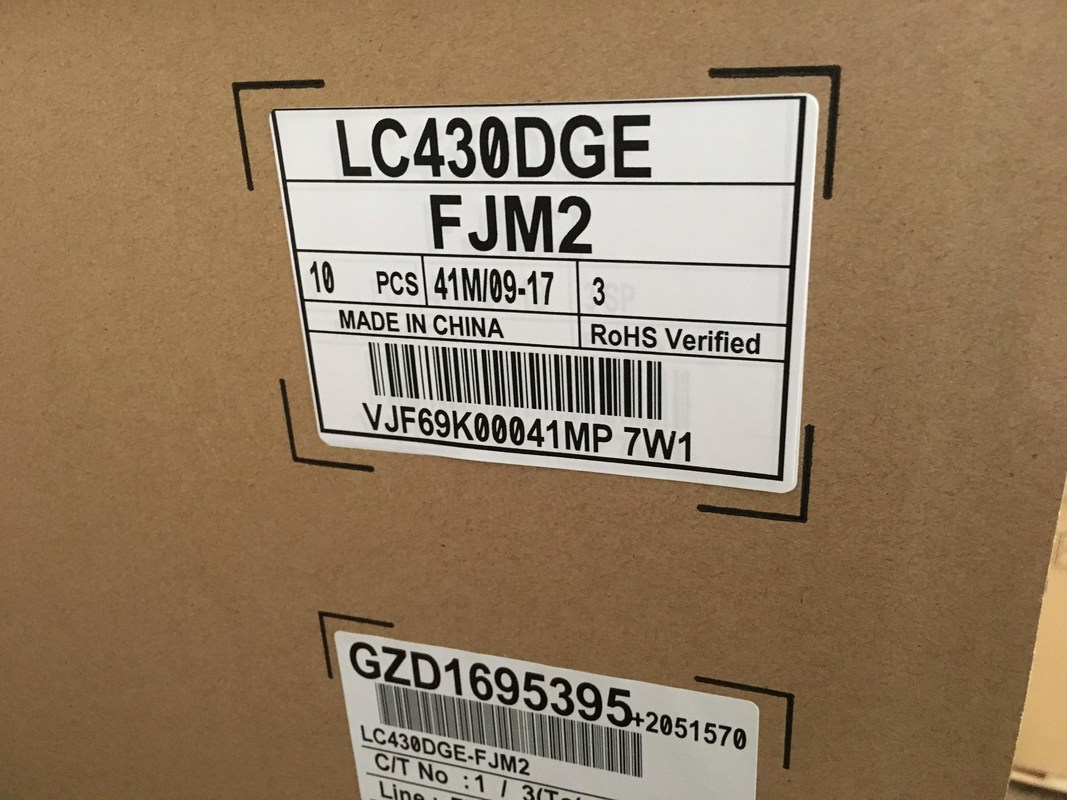 LC430DGE
FJM2
10 PCS 41M/09-17 3
MADE IN CHINA RoHS Verified
VJF69K00041MP 7W1
GZD1695395+2051570
LC430DGE-FJM2
C/T No :1 / 3
Line :